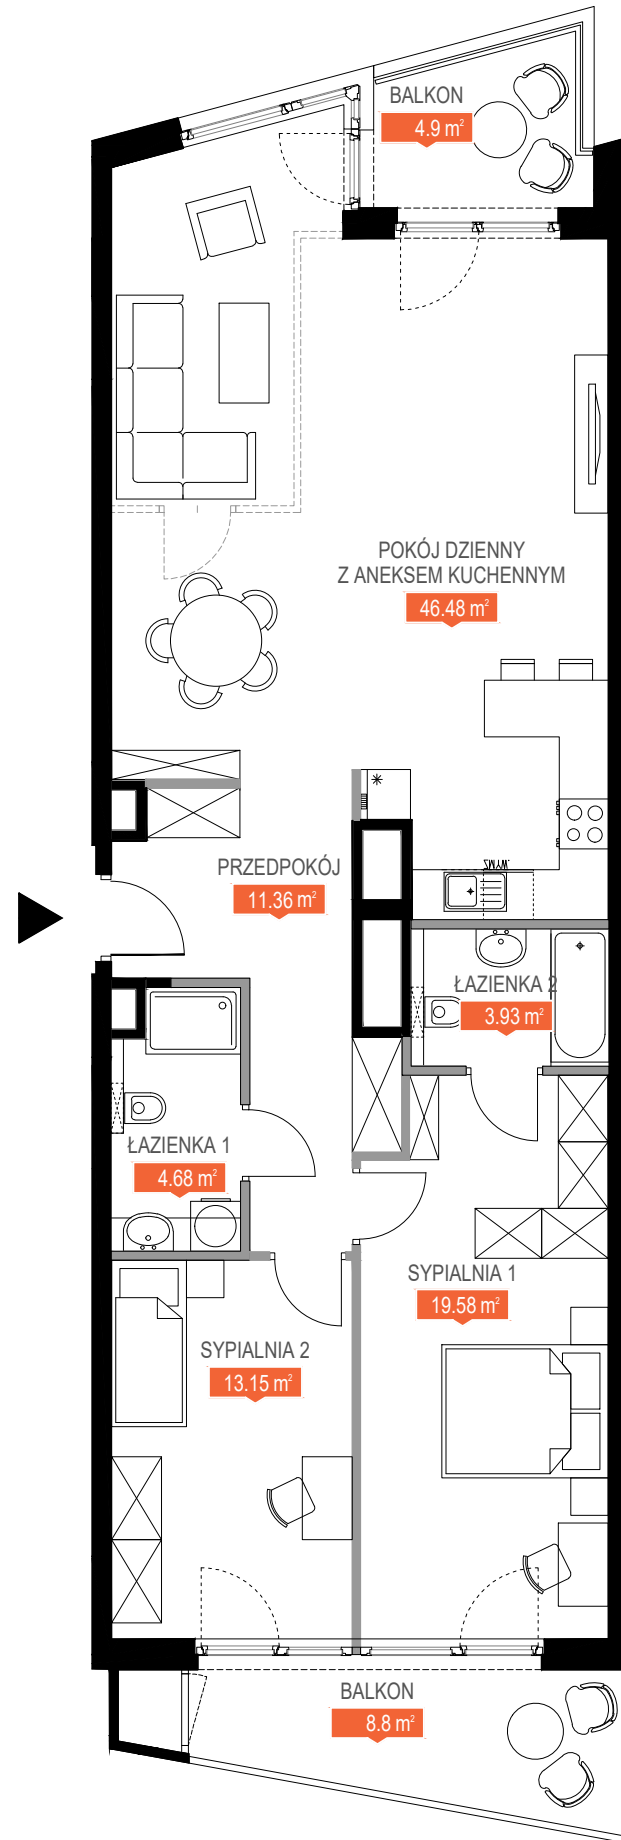 BALKON
4.9 m²
POKÓJ DZIENNY
Z ANEKSEM KUCHENNYM
46.48 m²
WYMZ.
PRZEDPOKÓJ
11.36 m²
ŁAZIENKA 2
3.93 m²
ŁAZIENKA 1
4.68 m²
SYPIALNIA 1
19.58 m²
SYPIALNIA 2
13.15 m²
BALKON
8.8 m²